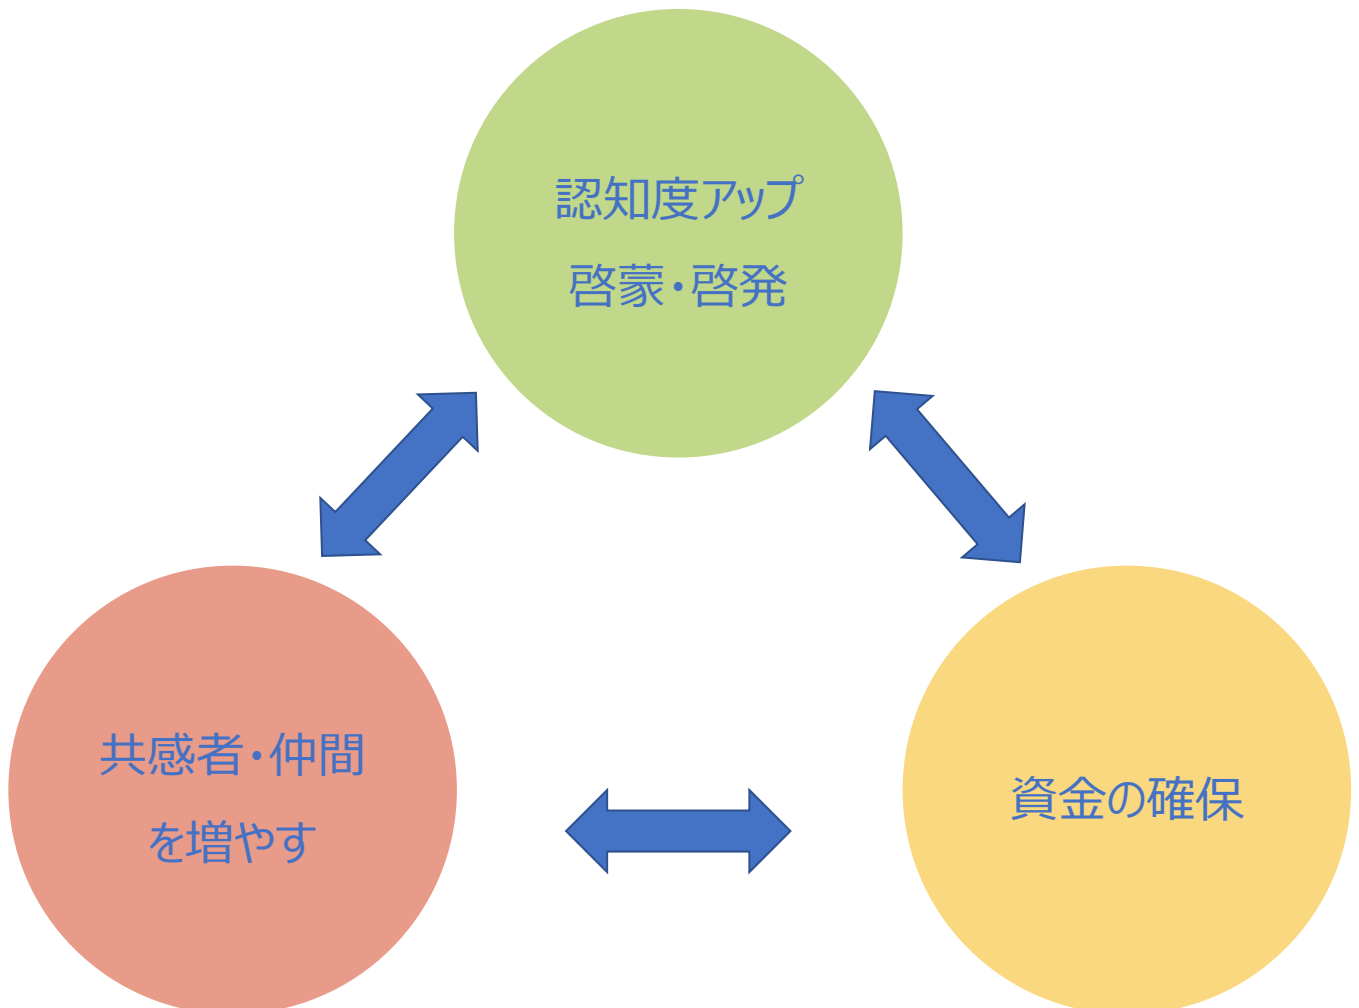 認知度アップ
啓蒙・啓発
共感者・仲間
を増やす
資金の確保